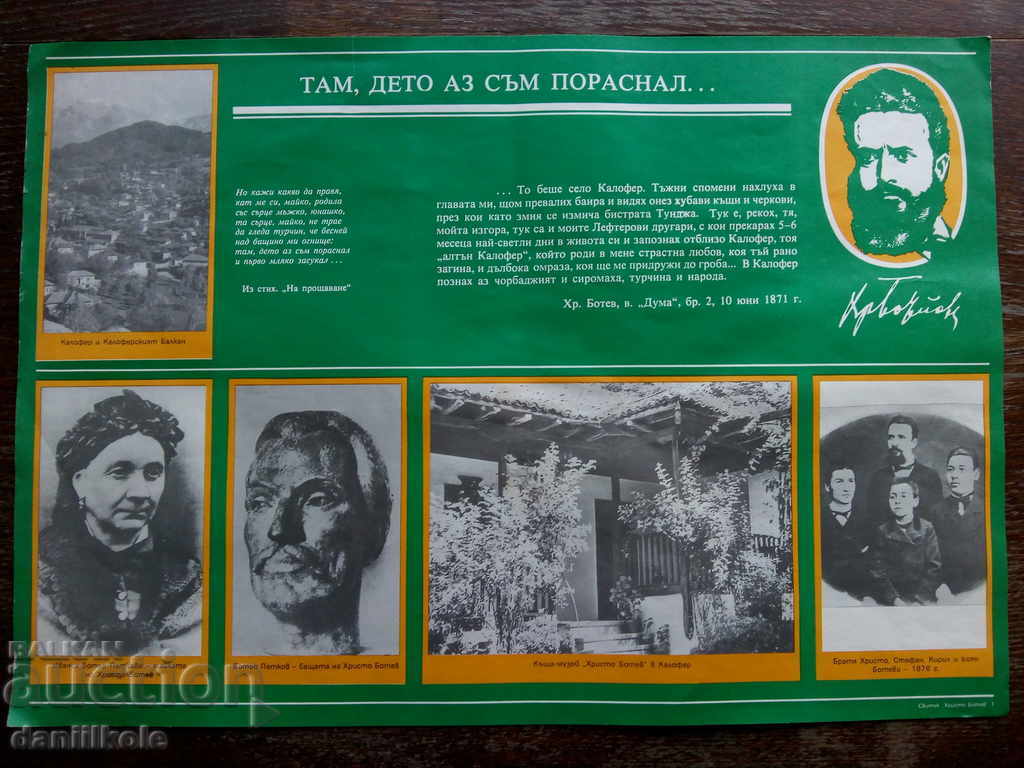 ТАМ, ДЕТО АЗ СЪМ ПОРАСНАЛ...
Но кажи какво да правя,
кат ме си, майко, родила
със сърце мъжко, юнашко,
та сърце, майко, не трае
да гледа турчин, че бесней
над бащино ми огнище:
там, дето аз съм пораснал
и първо мляко засукал ...
Из стих. „На прощаване"
... То беше село Калофер. Тъжни спомени нахлуха в
главата ми, щом превалих баира и видях онез хубави къщи и черкови,
през кои като змия се измича бистрата Тунджа. Тук е, рекох, тя,
мойта изгора, тук са и моите Лефтерови другари, с кои прекарах 5–6
месеца най-светли дни в живота си и запознах отблизо Калофер, тоя
„алтън Калофер", който роди в мене страстна любов, коя тъй рано
загина, и дълбока омраза, коя ще ме придружи до гроба... В Калофер
познах аз чорбаджият и сиромаха, турчина и народа.
Хр. Ботев, в. „Дума", бр. 2, 10 юни 1871 г.
ХрБотйов
Калофер и Калоферският Балкан
Ботьо Петков – бащата на Христо Ботев
Къща-музей „Христо Ботев" в Калофер
Братя Христо, Стефан, Кирил и Боян
Ботеви – 1876 г.
Свитък „Христо Ботев" 1
BALKAN
auction
daniilkole